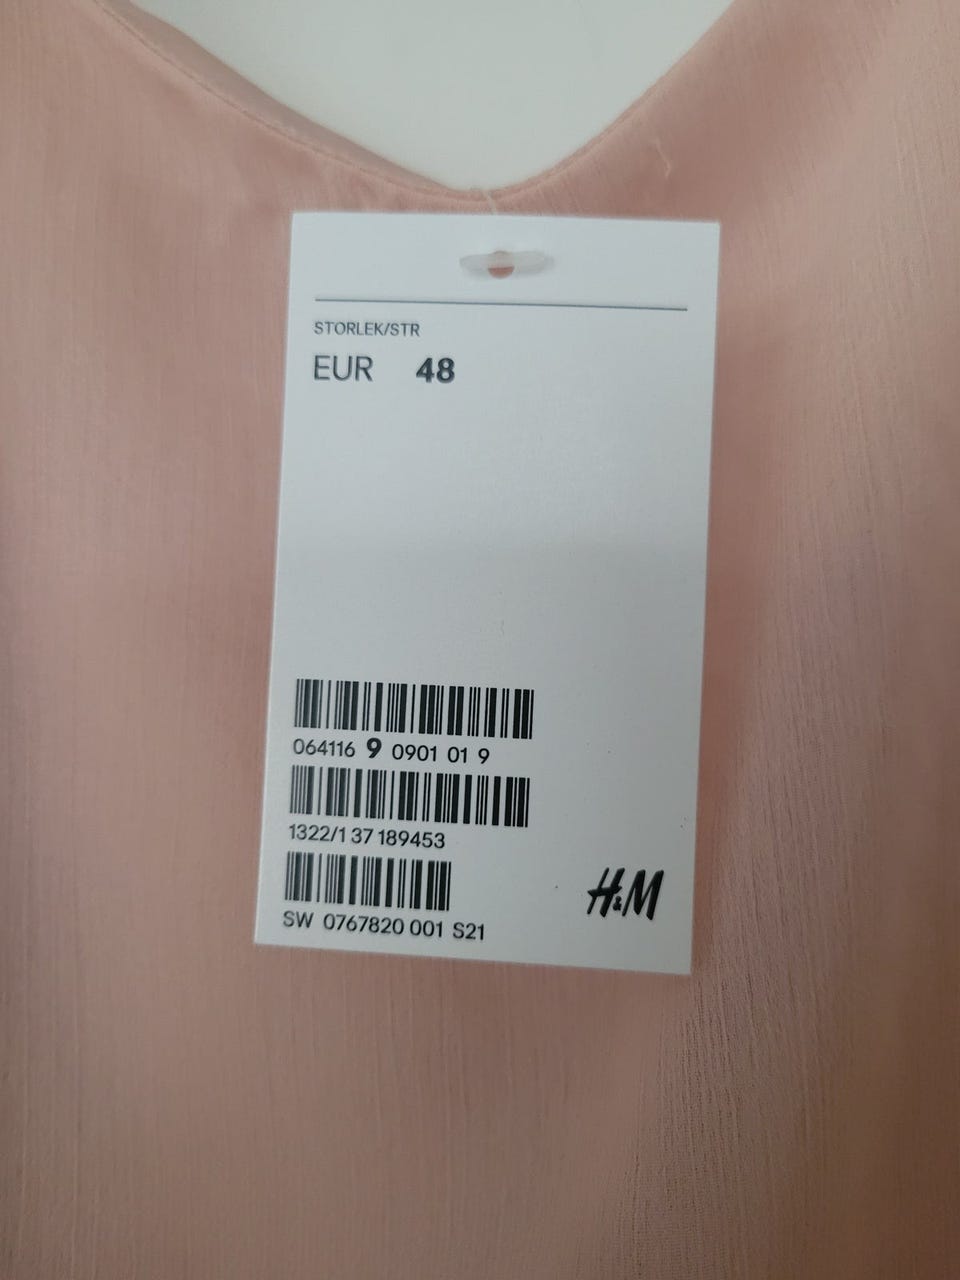 STORLEK/STR
EUR 48
064116 9 0901 01 9
1322/1 37 189453
SW 0767820 001 S21
H&M